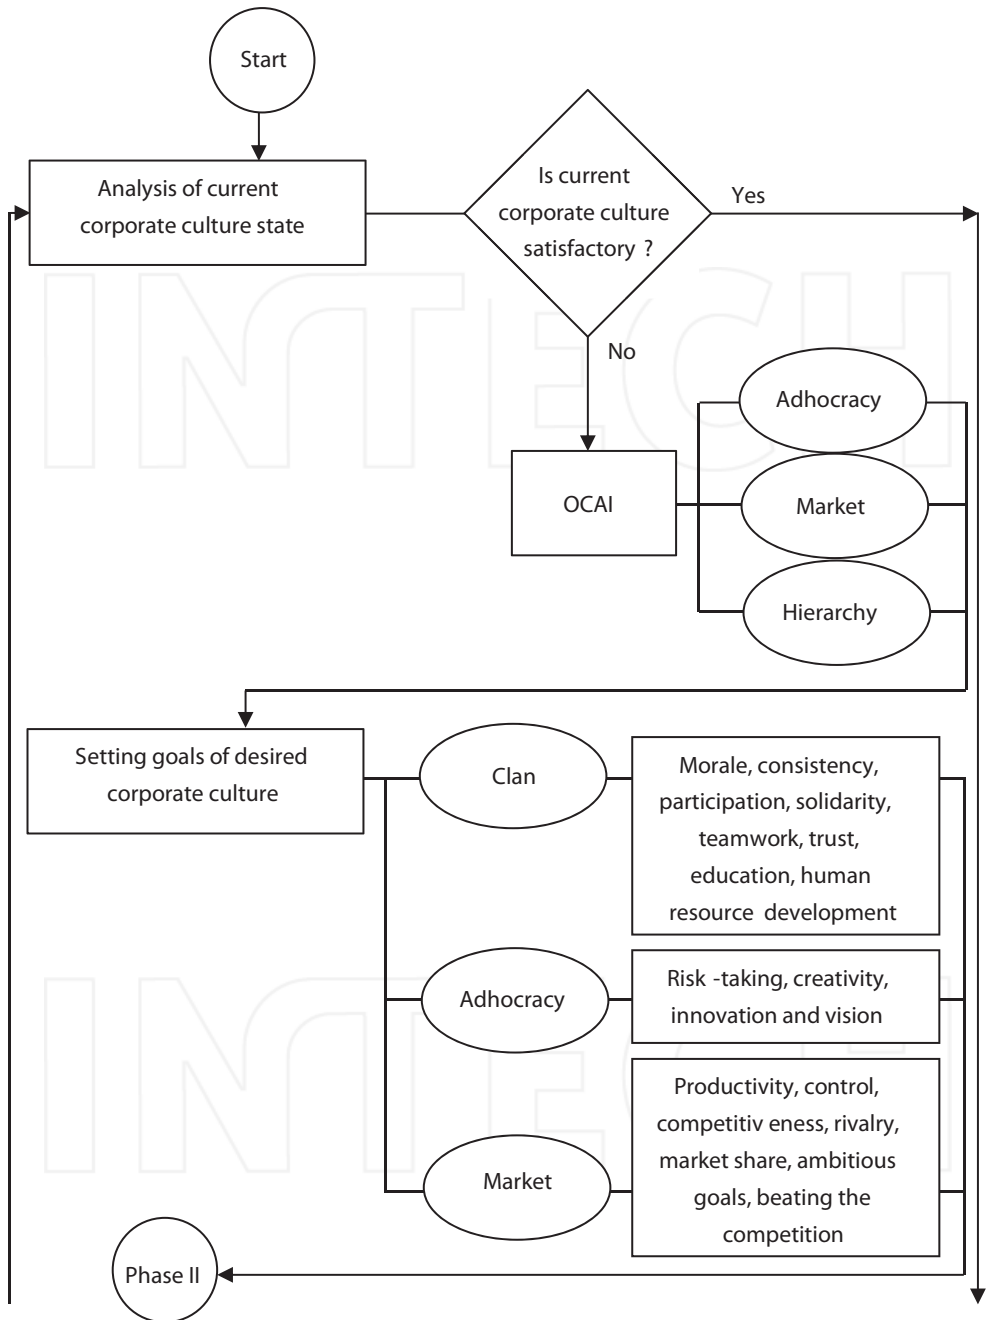 Start
Analysis of current
corporate culture state
Is current
corporate culture
satisfactory ?
Yes
No
OCAI
Adhocracy
Market
Hierarchy
Setting goals of desired
corporate culture
Clan
Morale, consistency,
participation, solidarity,
teamwork, trust,
education, human
resource development
Adhocracy
Risk -taking, creativity,
innovation and vision
Market
Productivity, control,
competitiv eness, rivalry,
market share, ambitious
goals, beating the
competition
Phase II
INTECH
INTECH